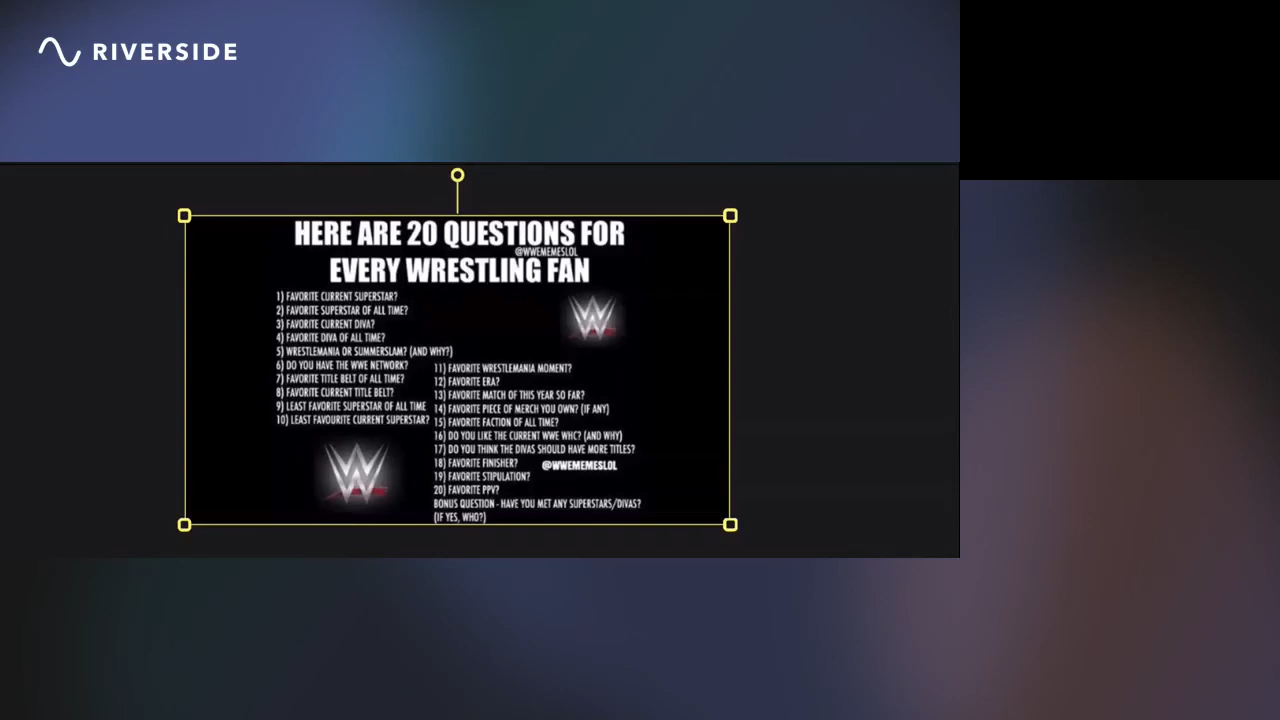 RIVERSIDE
HERE ARE 20 QUESTIONS FOR
@WWEMEMESLOL
EVERY WRESTLING FAN
1) FAVORITE CURRENT SUPERSTAR?
2) FAVORITE SUPERSTAR OF ALL TIME?
3) FAVORITE CURRENT DIVA?
4) FAVORITE DIVA OF ALL TIME?
5) WRESTLEMANIA OR SUMMERSLAM? (AND WHY?)
6) DO YOU HAVE THE WWE NETWORK?
7) FAVORITE TITLE BELT OF ALL TIME?
8) FAVORITE CURRENT TITLE BELT?
9) LEAST FAVORITE SUPERSTAR OF ALL TIME
10) LEAST FAVOURITE CURRENT SUPERSTAR?
11) FAVORITE WRESTLEMANIA MOMENT?
12) FAVORITE ERA?
13) FAVORITE MATCH OF THIS YEAR SO FAR?
14) FAVORITE PIECE OF MERCH YOU OWN? (IF ANY)
15) FAVORITE FACTION OF ALL TIME?
16) DO YOU LIKE THE CURRENT WWE WHC? (AND WHY)
17) DO YOU THINK THE DIVAS SHOULD HAVE MORE TITLES?
18) FAVORITE FINISHER?
@WWEMEMESLOL
19) FAVORITE STIPULATION?
20) FAVORITE PPV?
BONUS QUESTION - HAVE YOU MET ANY SUPERSTARS/DIVAS?
(IF YES, WHO?)